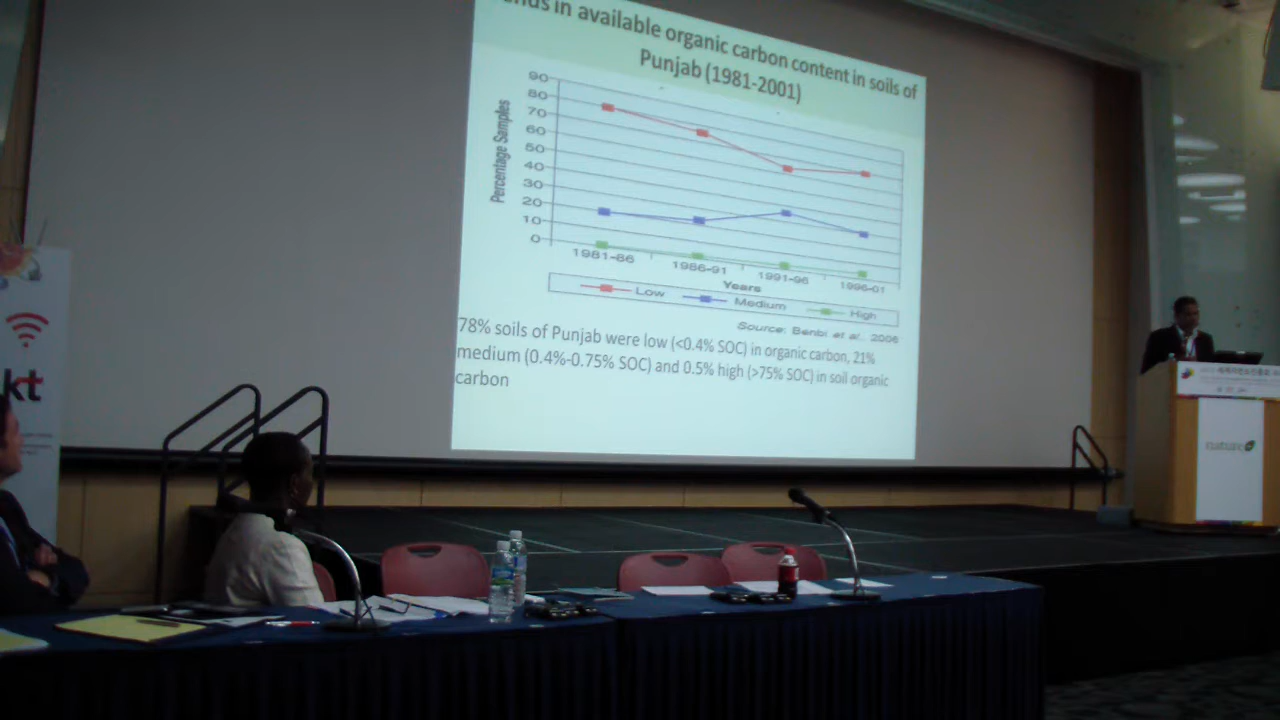 in available organic carbon content in soils of
Punjab (1981-2001)
Percentage Samples
90
80
70
60
50
40
30
20
10
0
1981-86
1986-91
1991-96
1996-01
Years
Low
Medium
High
Source: Benbi et al., 2006
78% soils of Punjab were low (<0.4% SOC) in organic carbon, 21%
medium (0.4%-0.75% SOC) and 0.5% high (>75% SOC) in soil organic
carbon
kt
nature